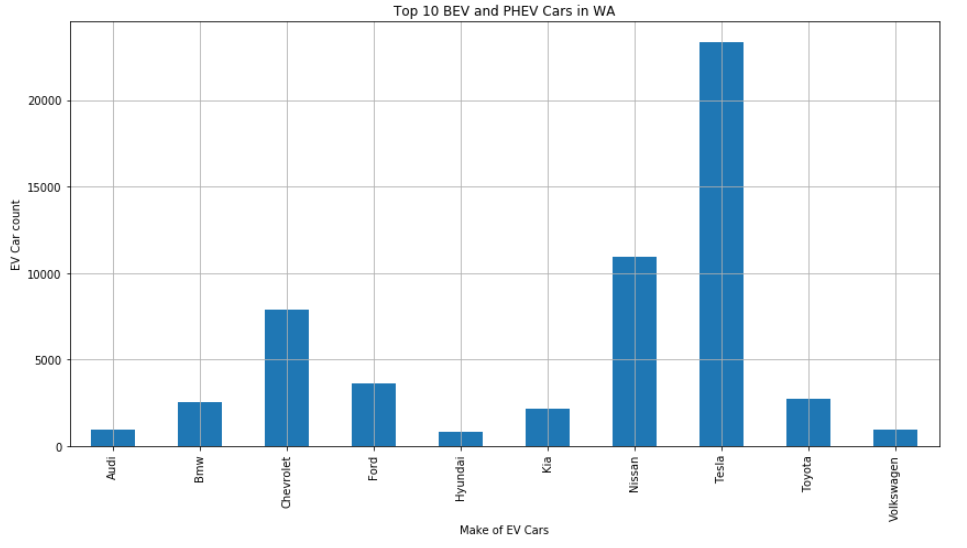 Top 10 BEV and PHEV Cars in WA
EV Car count
20000
15000
10000
5000
0
Audi
Bmw
Chevrolet
Ford
Hyundai
Kia
Nissan
Tesla
Toyota
Volkswagen
Make of EV Cars